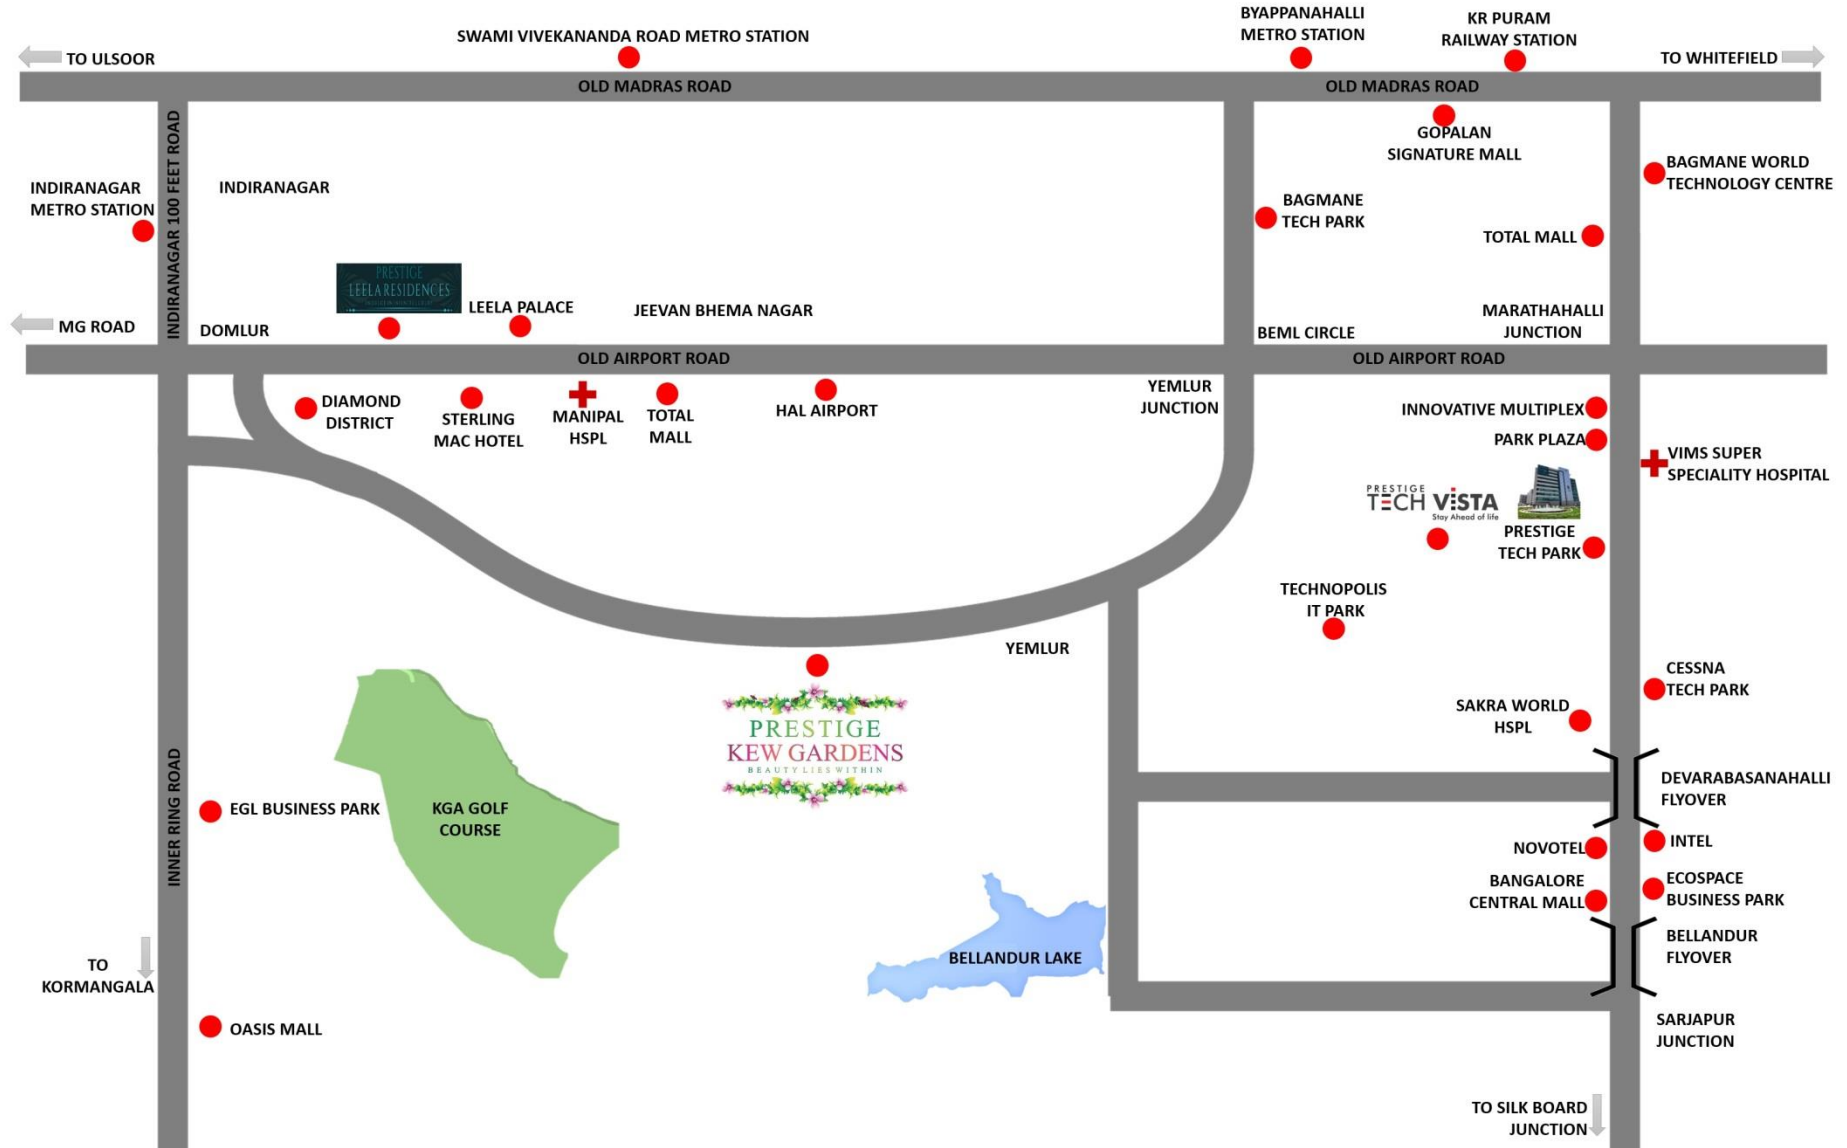 SWAMI VIVEKANANDA ROAD METRO STATION
BYAPPANAHALLI
METRO STATION
KR PURAM
RAILWAY STATION
TO ULSOOR
TO WHITEFIELD
OLD MADRAS ROAD
OLD MADRAS ROAD
INDIRANAGAR 100 FEET ROAD
GOPALAN
SIGNATURE MALL
BAGMANE WORLD
TECHNOLOGY CENTRE
INDIRANAGAR
METRO STATION
INDIRANAGAR
BAGMANE
TECH PARK
TOTAL MALL
PRESTIGE
LEELA RESIDENCES
LEELA PALACE
JEEVAN BHEMA NAGAR
MARATHAHALLI
JUNCTION
MG ROAD
DOMLUR
BEML CIRCLE
OLD AIRPORT ROAD
OLD AIRPORT ROAD
DIAMOND
DISTRICT
STERLING
MAC HOTEL
MANIPAL
HSPL
TOTAL
MALL
HAL AIRPORT
YEMLUR
JUNCTION
INNOVATIVE MULTIPLEX
PARK PLAZA
VIMS SUPER
SPECIALITY HOSPITAL
PRESTIGE
TECH VISTA
Stay Ahead of life
PRESTIGE
TECH PARK
TECHNOPOLIS
IT PARK
YEMLUR
CESSNA
TECH PARK
SAKRA WORLD
HSPL
PRESTIGE
KEW GARDENS
BEAUTY LIES WITHIN
INNER RING ROAD
EGL BUSINESS PARK
KGA GOLF
COURSE
DEVARABASANAHALLI
FLYOVER
NOVOTEL
INTEL
BANGALORE
CENTRAL MALL
ECOSPACE
BUSINESS PARK
BELLANDUR LAKE
BELLANDUR
FLYOVER
TO
KORMANGALA
OASIS MALL
SARJAPUR
JUNCTION
TO SILK BOARD
JUNCTION